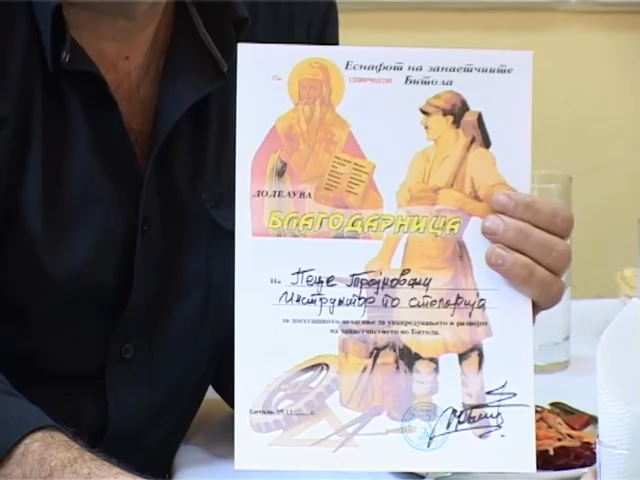 Еснафот на занаетчиите
Битола
Св. СПИРИДОН
ДОДЕЛУВА
БЛАГОДАРНИЦА
На Пеце Трајковски
Инструктор по столарија
за досегашното залагање за унапредувањето и развојот
на занаетчиството во Битола.
Битола,